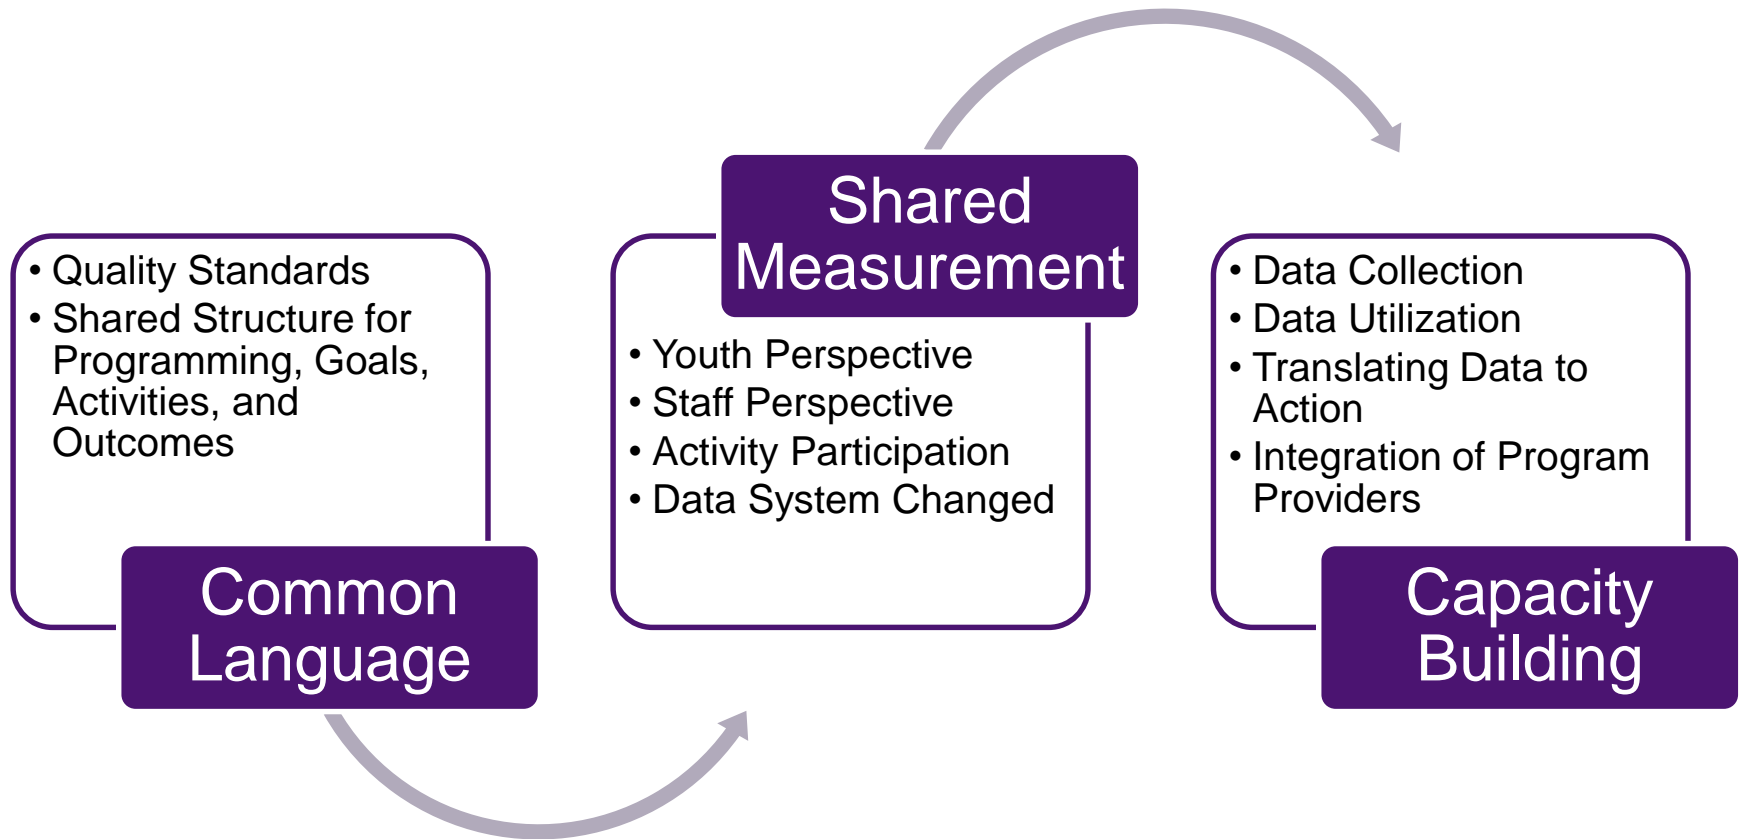 • Quality Standards
• Shared Structure for
Programming, Goals,
Activities, and
Outcomes
Common
Language
Shared
Measurement
• Youth Perspective
• Staff Perspective
• Activity Participation
• Data System Changed
• Data Collection
• Data Utilization
• Translating Data to
Action
• Integration of Program
Providers
Capacity
Building